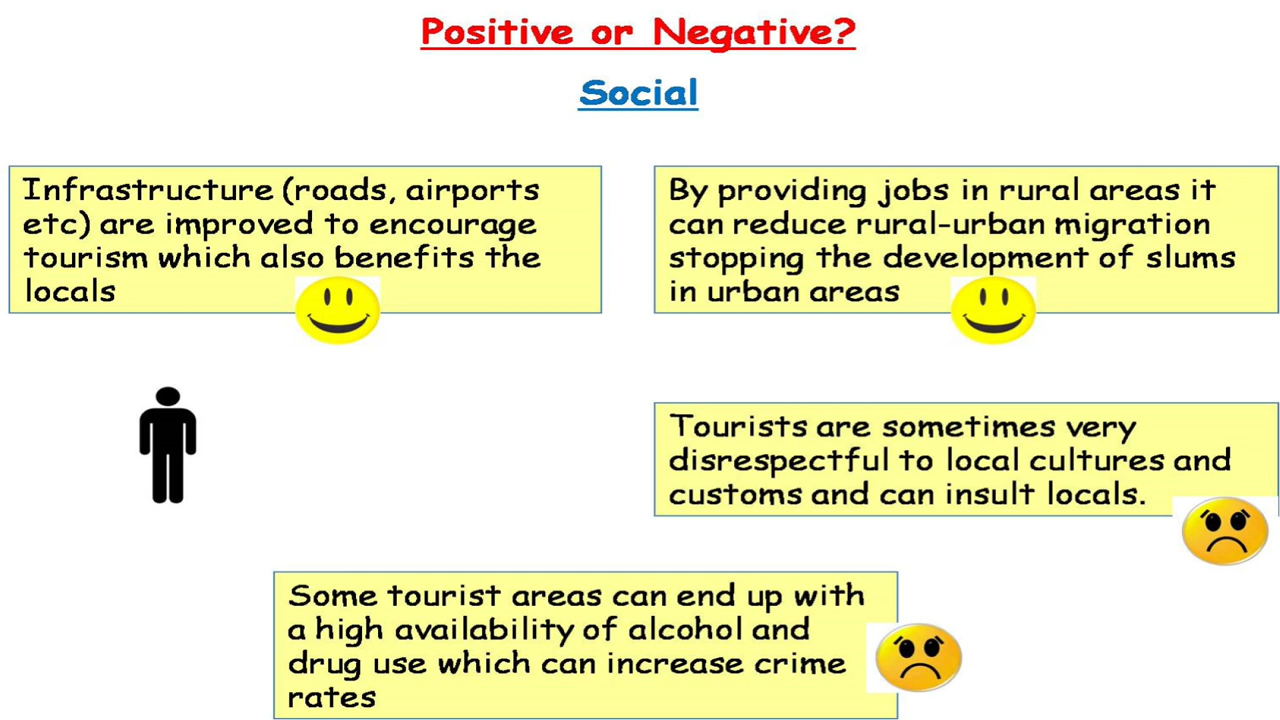 Positive or Negative?
Social
Infrastructure (roads, airports
etc) are improved to encourage
tourism which also benefits the
locals
By providing jobs in rural areas it
can reduce rural-urban migration
stopping the development of slums
in urban areas
Tourists are sometimes very
disrespectful to local cultures and
customs and can insult locals.
Some tourist areas can end up with
a high availability of alcohol and
drug use which can increase crime
rates